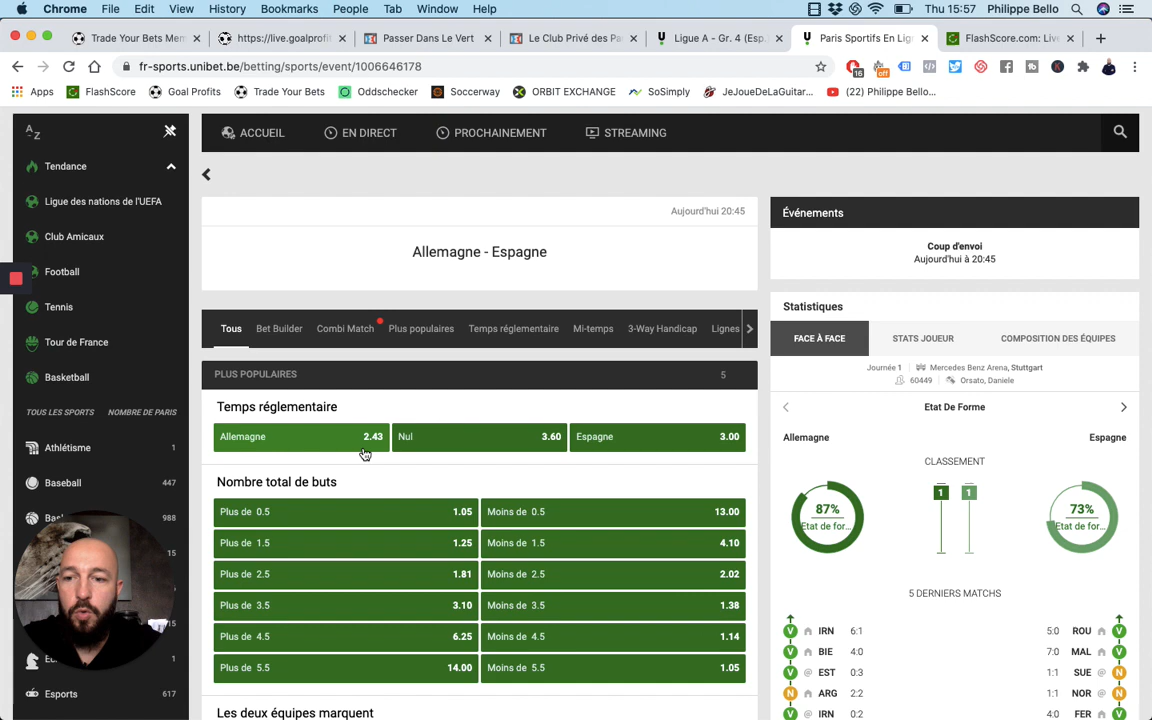 Chrome File Edit View History Bookmarks People Tab Window Help Thu 15:57 Philippe Bello
Trade Your Bets Mem
https://live.goalprofit
Passer Dans Le Vert
Le Club Privé des Pa
Ligue A - Gr. 4 (Esp.
Paris Sportifs En Lig
FlashScore.com: Liv
fr-sports.unibet.be/betting/sports/event/1006646178
16 off
Apps FlashScore Goal Profits Trade Your Bets Oddschecker Soccerway ORBIT EXCHANGE SoSimply JeJoueDeLaGuitar... (22) Philippe Bello...
A-Z
ACCUEIL EN DIRECT PROCHAINEMENT STREAMING
Tendance
Ligue des nations de l'UEFA
Club Amicaux
Football
Tennis
Tour de France
Basketball
TOUS LES SPORTS NOMBRE DE PARIS
Athlétisme 1
Baseball 447
988
15
15
1
Esports 617
Aujourd'hui 20:45
Allemagne - Espagne
Tous Bet Builder Combi Match Plus populaires Temps réglementaire Mi-temps 3-Way Handicap Lignes
PLUS POPULAIRES 5
Temps réglementaire
Allemagne 2.43 Nul 3.60 Espagne 3.00
Nombre total de buts
Plus de 0.5 1.05 Moins de 0.5 13.00
Plus de 1.5 1.25 Moins de 1.5 4.10
Plus de 2.5 1.81 Moins de 2.5 2.02
Plus de 3.5 3.10 Moins de 3.5 1.38
Plus de 4.5 6.25 Moins de 4.5 1.14
Plus de 5.5 14.00 Moins de 5.5 1.05
Les deux équipes marquent
Événements
Coup d'envoi
Aujourd'hui à 20:45
Statistiques
FACE À FACE STATS JOUEUR COMPOSITION DES ÉQUIPES
Journée 1 Mercedes Benz Arena, Stuttgart
60449 Orsato, Daniele
Etat De Forme
Allemagne Espagne
CLASSEMENT
87% Etat de for... 1 1 73% Etat de for...
5 DERNIERS MATCHS
V IRN 6:1 5:0 ROU V
V BIE 4:0 7:0 MAL V
V @ EST 0:3 1:1 SUE @ N
N ARG 2:2 1:1 NOR @ N
V @ IRN 0:2 4:0 FER V